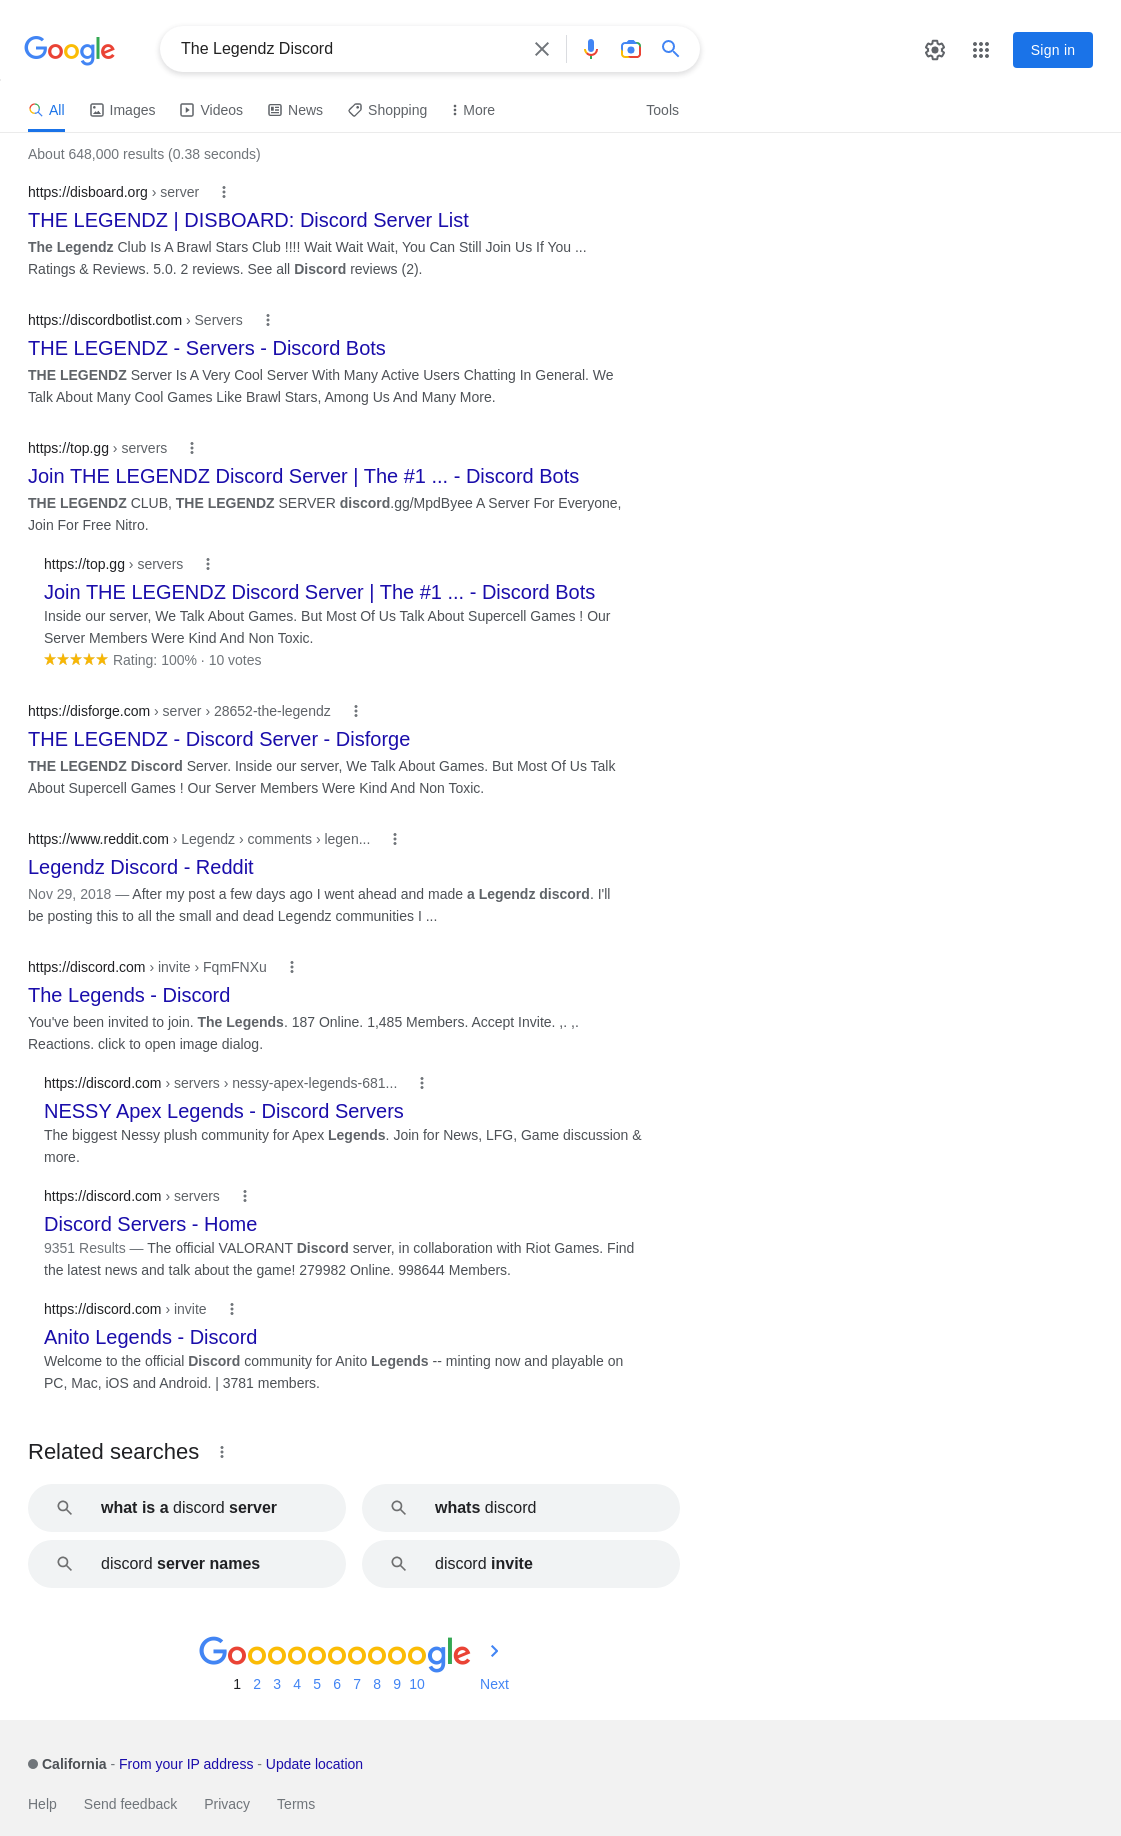 Google
The Legendz Discord
Sign in
All Images Videos News Shopping More Tools
About 648,000 results (0.38 seconds)
https://disboard.org › server
THE LEGENDZ | DISBOARD: Discord Server List
The Legendz Club Is A Brawl Stars Club !!!! Wait Wait Wait, You Can Still Join Us If You ...
Ratings & Reviews. 5.0. 2 reviews. See all Discord reviews (2).
https://discordbotlist.com › Servers
THE LEGENDZ - Servers - Discord Bots
THE LEGENDZ Server Is A Very Cool Server With Many Active Users Chatting In General. We
Talk About Many Cool Games Like Brawl Stars, Among Us And Many More.
https://top.gg › servers
Join THE LEGENDZ Discord Server | The #1 ... - Discord Bots
THE LEGENDZ CLUB, THE LEGENDZ SERVER discord.gg/MpdByee A Server For Everyone,
Join For Free Nitro.
https://top.gg › servers
Join THE LEGENDZ Discord Server | The #1 ... - Discord Bots
Inside our server, We Talk About Games. But Most Of Us Talk About Supercell Games ! Our
Server Members Were Kind And Non Toxic.
Rating: 100% · 10 votes
https://disforge.com › server › 28652-the-legendz
THE LEGENDZ - Discord Server - Disforge
THE LEGENDZ Discord Server. Inside our server, We Talk About Games. But Most Of Us Talk
About Supercell Games ! Our Server Members Were Kind And Non Toxic.
https://www.reddit.com › Legendz › comments › legen...
Legendz Discord - Reddit
Nov 29, 2018 — After my post a few days ago I went ahead and made a Legendz discord. I'll
be posting this to all the small and dead Legendz communities I ...
https://discord.com › invite › FqmFNXu
The Legends - Discord
You've been invited to join. The Legends. 187 Online. 1,485 Members. Accept Invite. ,. ,.
Reactions. click to open image dialog.
https://discord.com › servers › nessy-apex-legends-681...
NESSY Apex Legends - Discord Servers
The biggest Nessy plush community for Apex Legends. Join for News, LFG, Game discussion &
more.
https://discord.com › servers
Discord Servers - Home
9351 Results — The official VALORANT Discord server, in collaboration with Riot Games. Find
the latest news and talk about the game! 279982 Online. 998644 Members.
https://discord.com › invite
Anito Legends - Discord
Welcome to the official Discord community for Anito Legends -- minting now and playable on
PC, Mac, iOS and Android. | 3781 members.
Related searches
what is a discord server
whats discord
discord server names
discord invite
Goooooooooogle
1 2 3 4 5 6 7 8 9 10 Next
California - From your IP address - Update location
Help Send feedback Privacy Terms